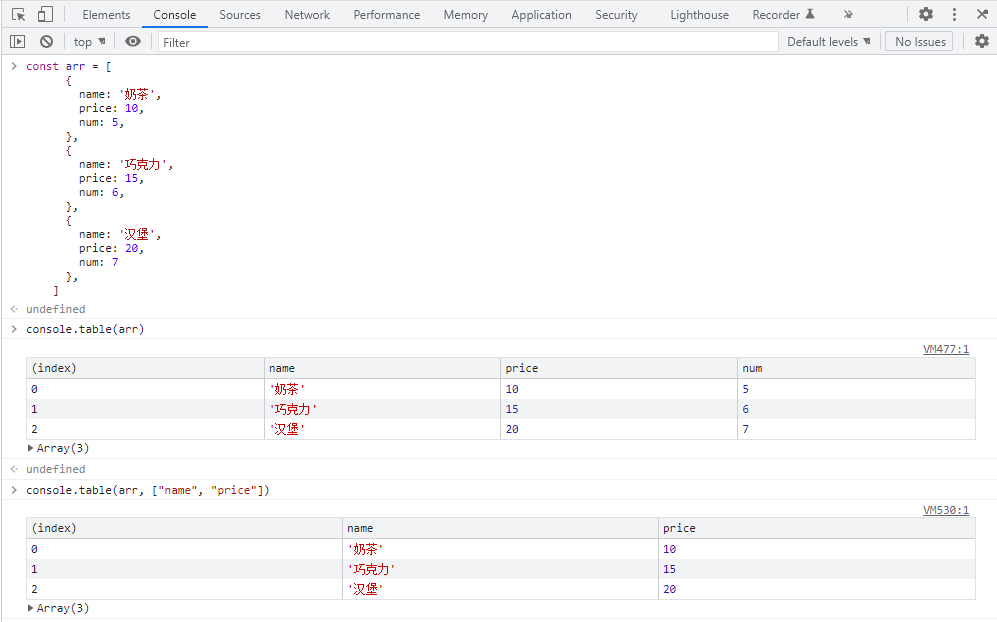 Elements Console Sources Network Performance Memory Application Security Lighthouse Recorder
top Filter Default levels No Issues
const arr = [
{
name: '奶茶',
price: 10,
num: 5,
},
{
name: '巧克力',
price: 15,
num: 6,
},
{
name: '汉堡',
price: 20,
num: 7
},
]
undefined
console.table(arr)
VM477:1
(index) name price num
0 '奶茶' 10 5
1 '巧克力' 15 6
2 '汉堡' 20 7
Array(3)
undefined
console.table(arr, ["name", "price"])
VM530:1
(index) name price
0 '奶茶' 10
1 '巧克力' 15
2 '汉堡' 20
Array(3)